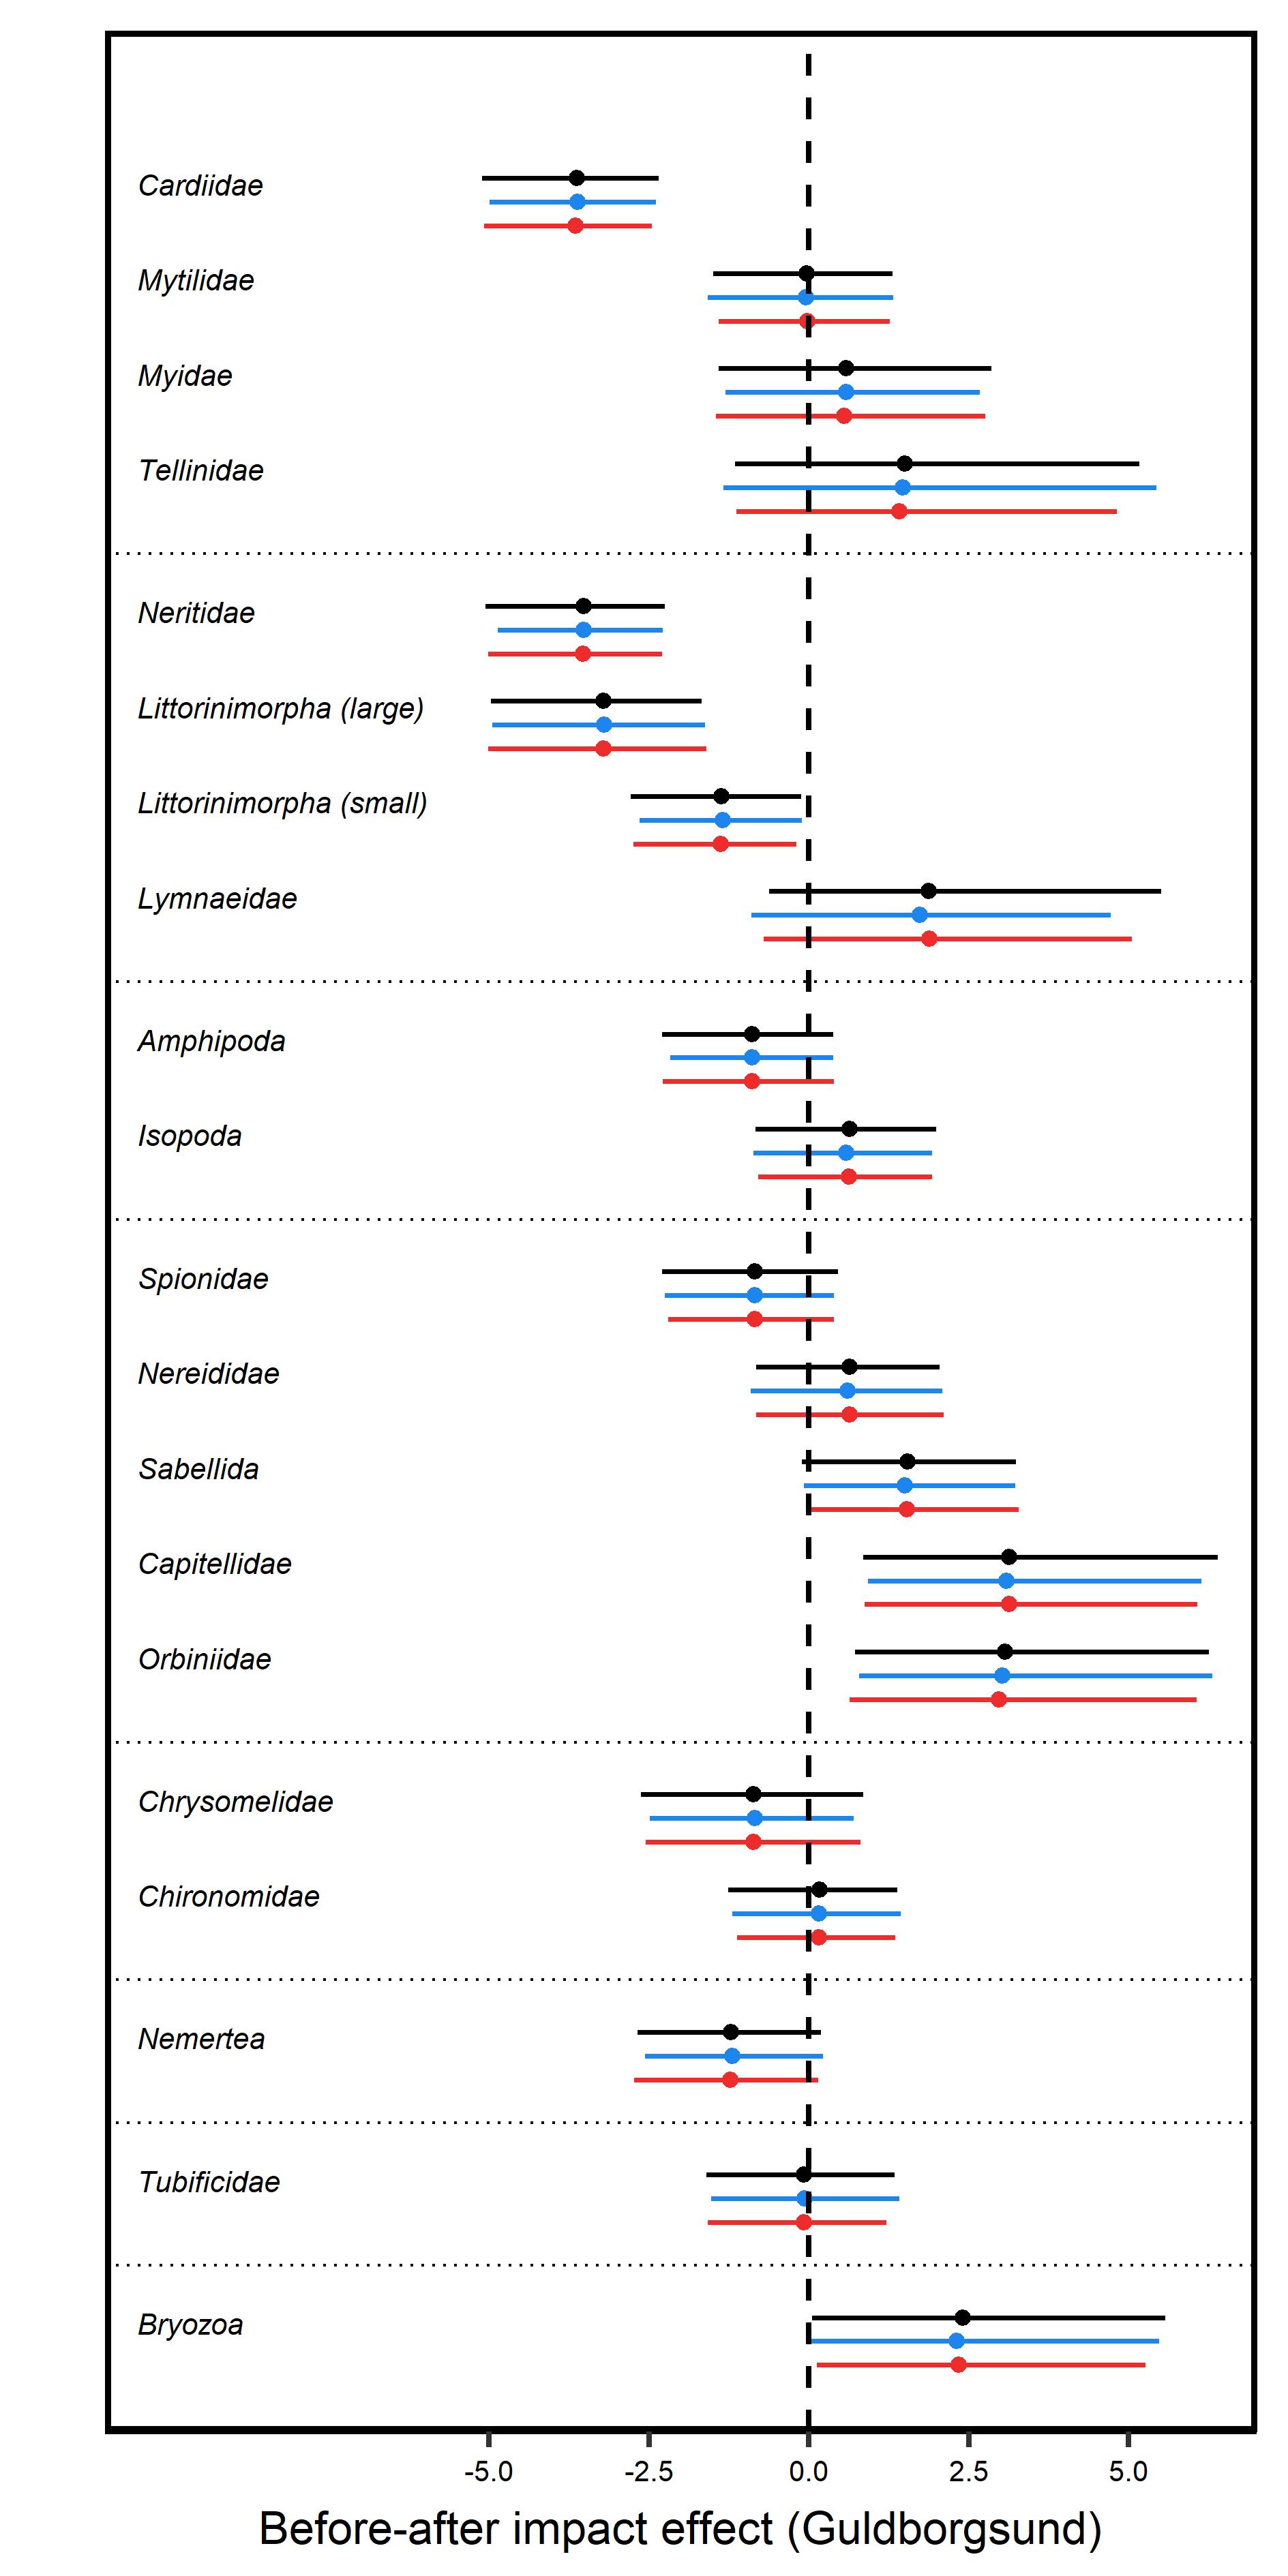 Cardiidae
Mytilidae
Myidae
Tellinidae
Neritidae
Littorinimorpha (large)
Littorinimorpha (small)
Lymnaeidae
Amphipoda
Isopoda
Spionidae
Nereididae
Sabellida
Capitellidae
Orbiniidae
Chrysomelidae
Chironomidae
Nemertea
Tubificidae
Bryozoa
-5.0 -2.5 0.0 2.5 5.0
Before-after impact effect (Guldborgsund)